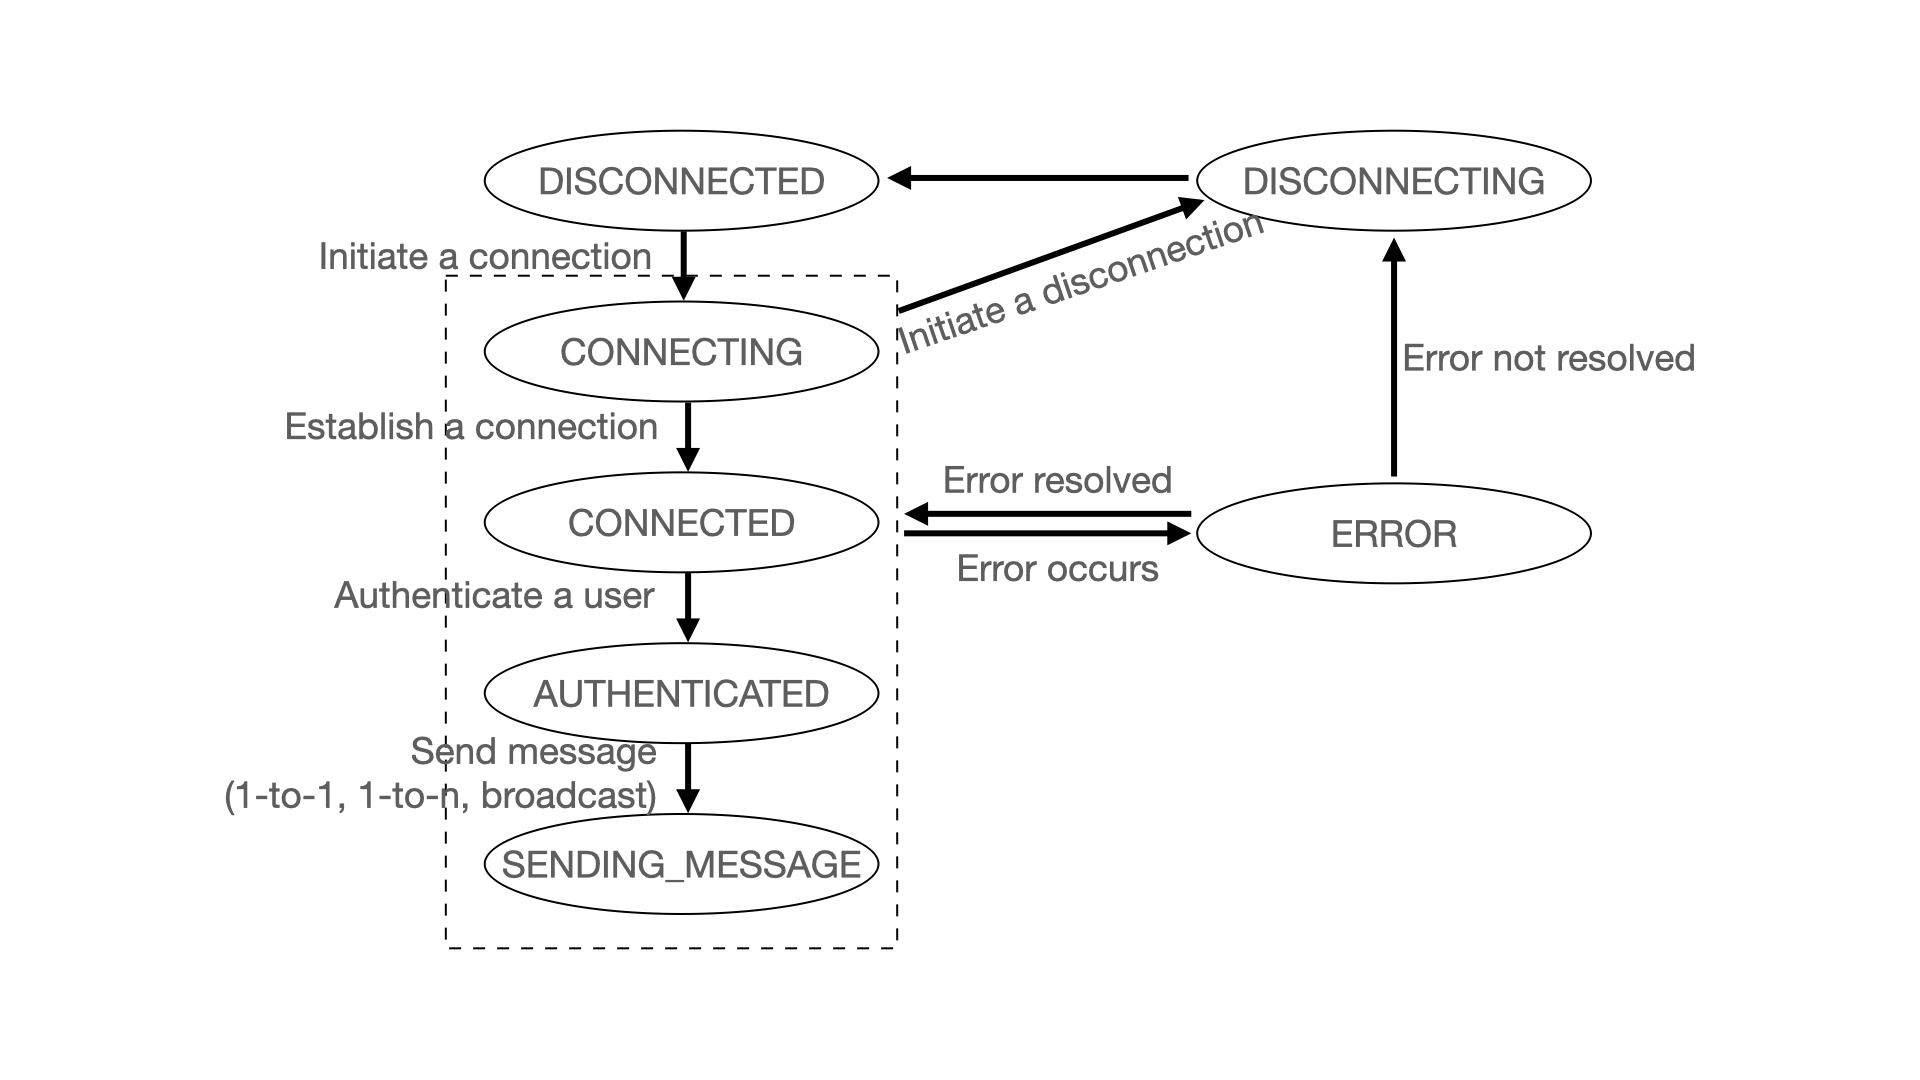 DISCONNECTED
DISCONNECTING
Initiate a connection
Initiate a disconnection
CONNECTING
Error not resolved
Establish a connection
Error resolved
CONNECTED
ERROR
Error occurs
Authenticate a user
AUTHENTICATED
Send message
(1-to-1, 1-to-n, broadcast)
SENDING_MESSAGE